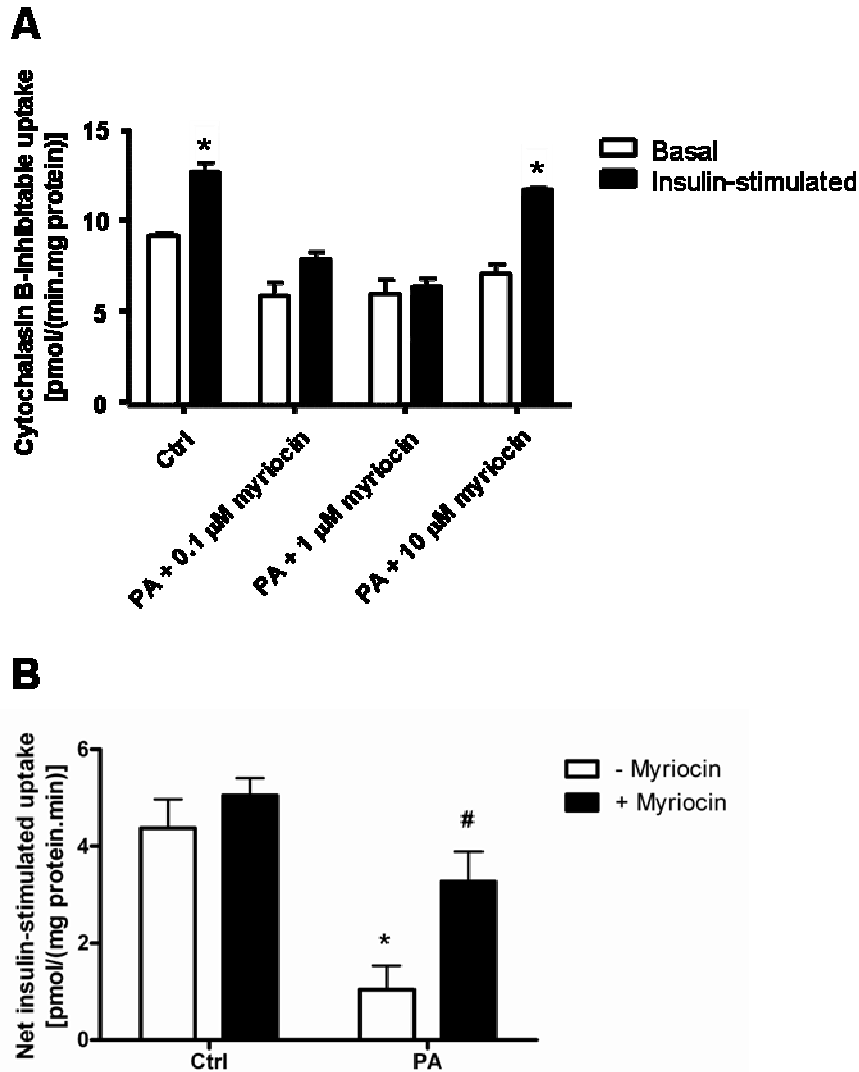 A
Cytochalasin B-Inhibitable uptake
[pmol/(min.mg protein)]
15
10
5
0
*
*
Basal
Insulin-stimulated
Ctrl
PA + 0.1 µM myriocin
PA + 1 µM myriocin
PA + 10 µM myriocin
B
Net insulin-stimulated uptake
[pmol/(mg protein.min)]
6
4
2
0
*
#
- Myriocin
+ Myriocin
Ctrl
PA